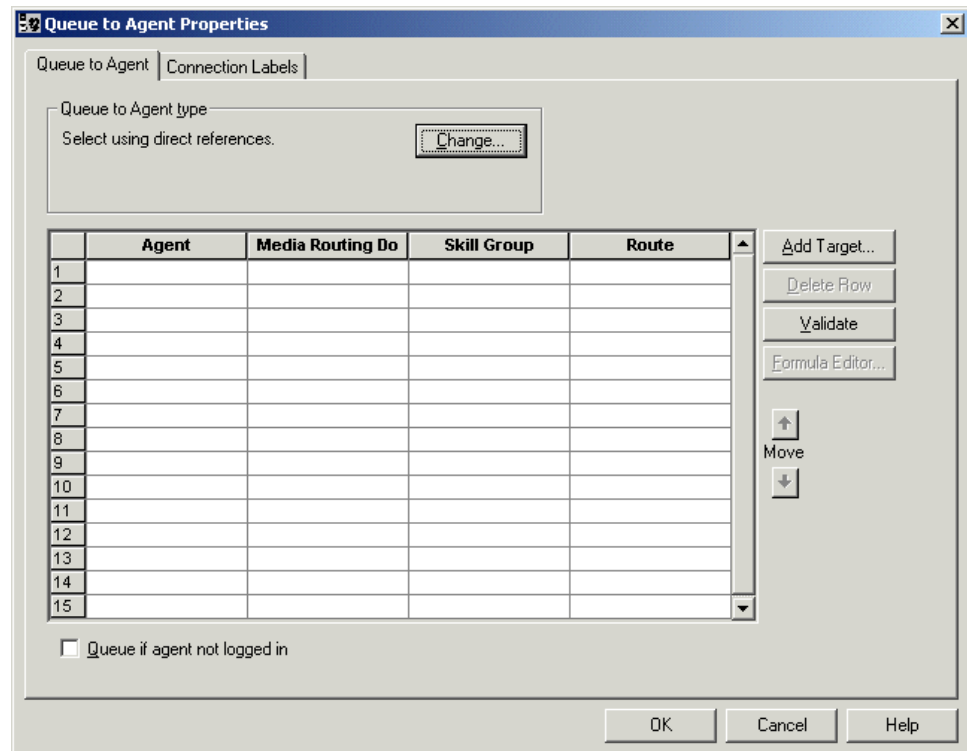 Queue to Agent Properties
Queue to Agent
Connection Labels
Queue to Agent type
Select using direct references.
Change...
Agent Media Routing Do Skill Group Route
Add Target...
Delete Row
Validate
Formula Editor...
Move
1
2
3
4
5
6
7
8
9
10
11
12
13
14
15
Queue if agent not logged in
OK Cancel Help